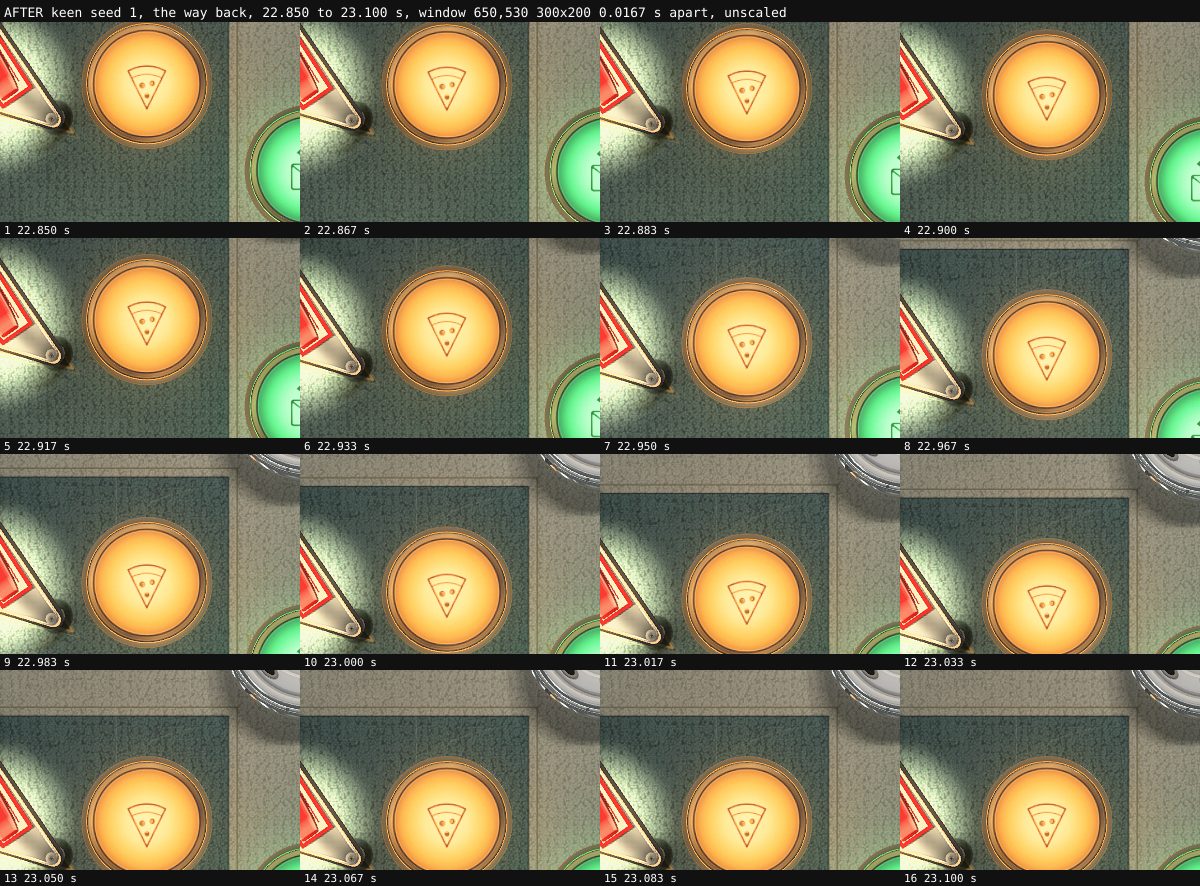 AFTER keen seed 1, the way back, 22.850 to 23.100 s, window 650,530 300x200 0.0167 s apart, unscaled
1 22.850 s
2 22.867 s
3 22.883 s
4 22.900 s
5 22.917 s
6 22.933 s
7 22.950 s
8 22.967 s
9 22.983 s
10 23.000 s
11 23.017 s
12 23.033 s
13 23.050 s
14 23.067 s
15 23.083 s
16 23.100 s